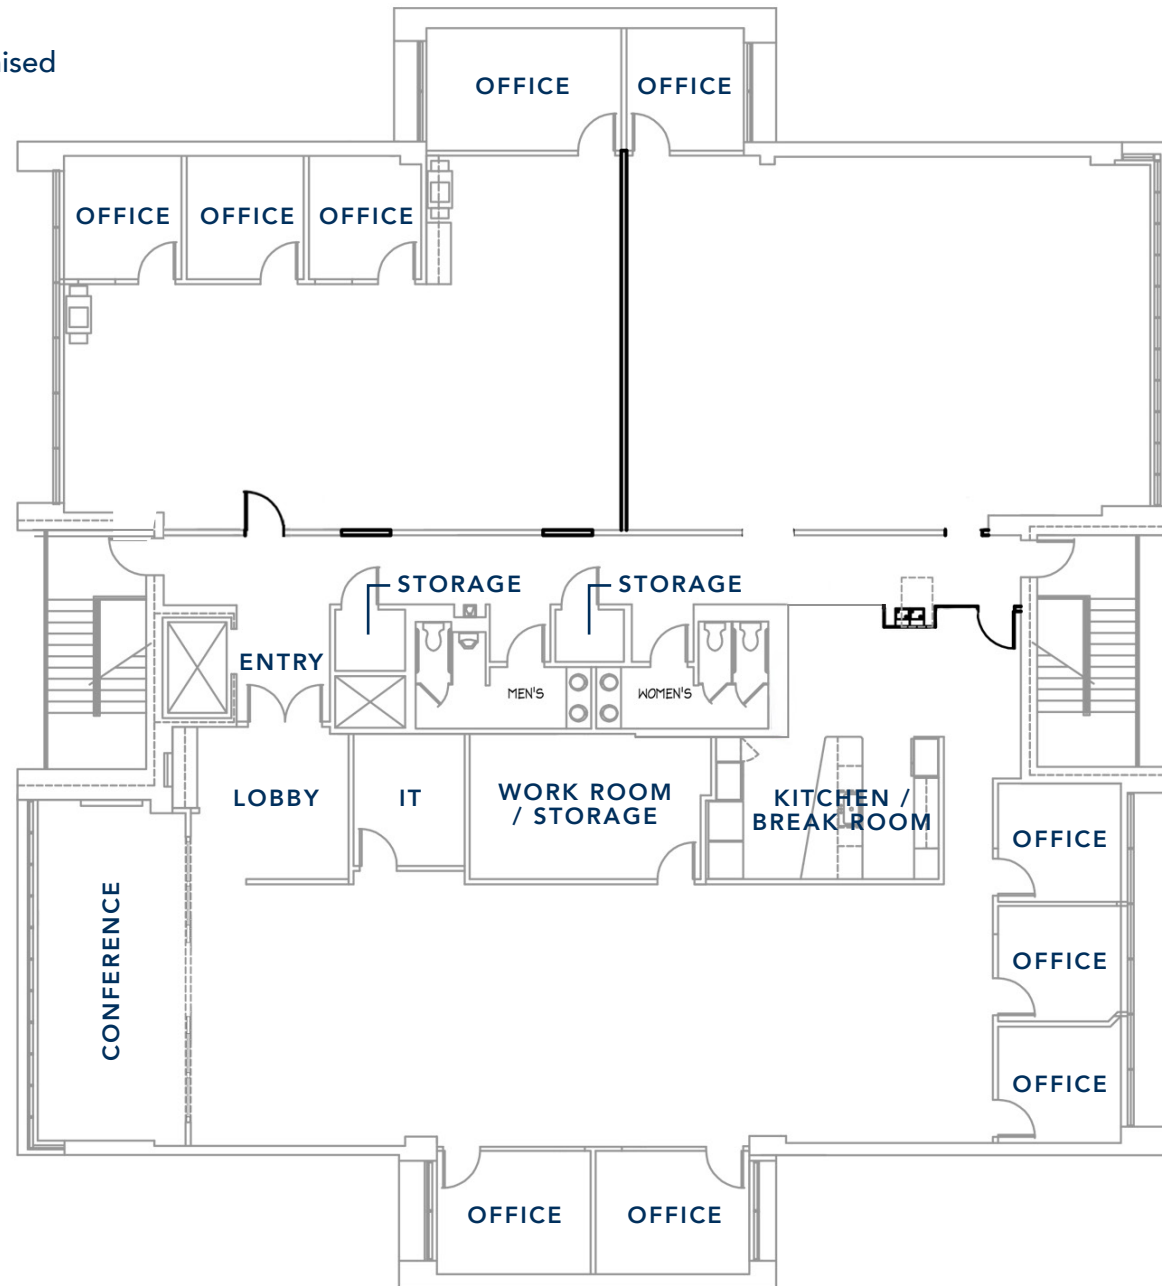 ised
OFFICE
OFFICE
OFFICE
OFFICE
OFFICE
STORAGE
STORAGE
ENTRY
MEN'S
WOMEN'S
LOBBY
IT
WORK ROOM
/ STORAGE
KITCHEN /
BREAK ROOM
OFFICE
CONFERENCE
OFFICE
OFFICE
OFFICE
OFFICE